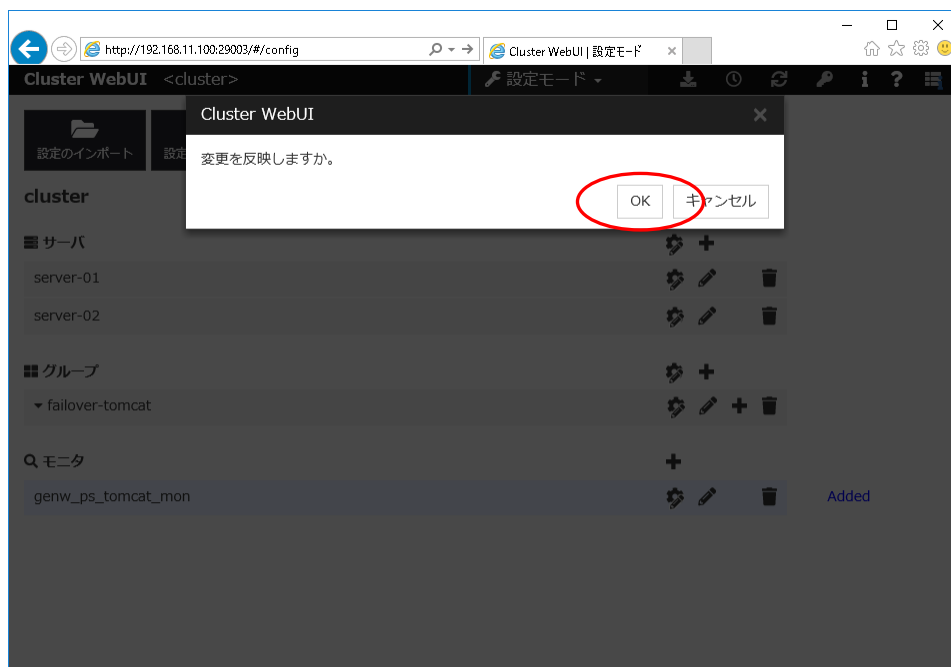 http://192.168.11.100:29003/#/config
Cluster WebUI | 設定モード
Cluster WebUI <cluster>
設定モード
Cluster WebUI
設定のインポート
設定
変更を反映しますか。
OK
キャンセル
cluster
サーバ
server-01
server-02
グループ
failover-tomcat
モニタ
genw_ps_tomcat_mon
Added